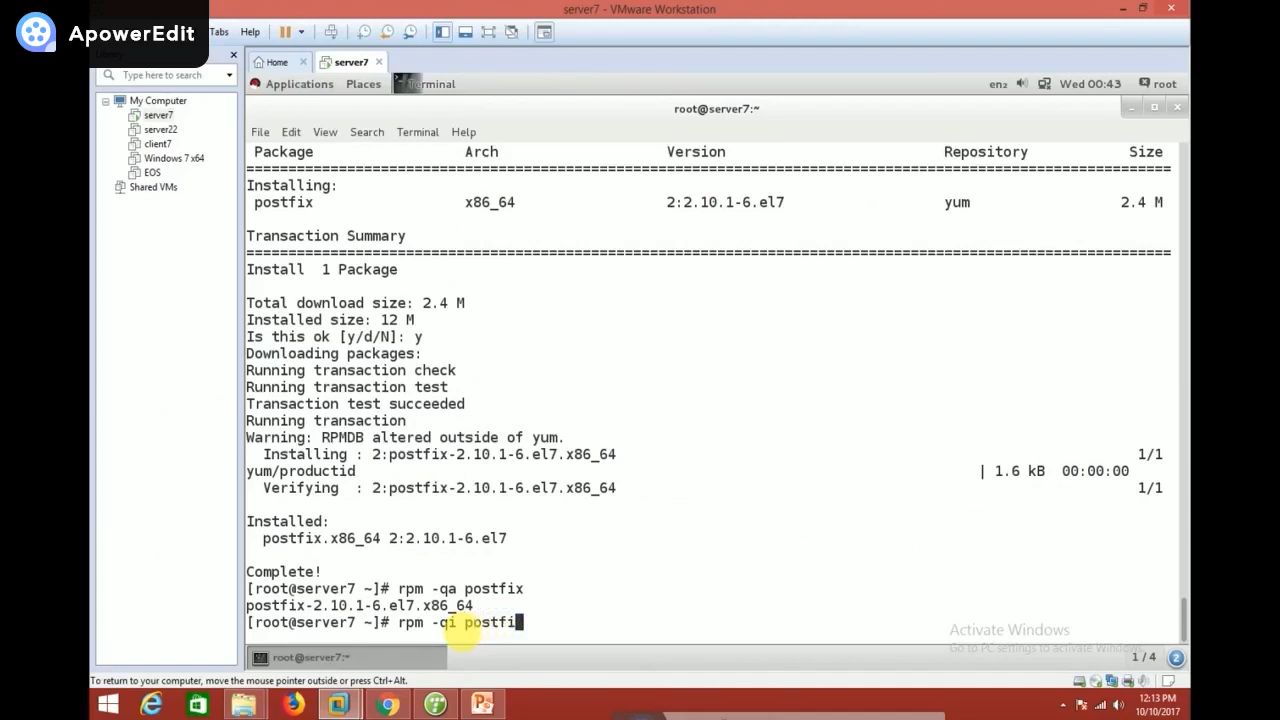 server7 - VMware Workstation
ApowerEdit
Tabs Help
Type here to search
Home
server7
My Computer
server7
server22
client7
Windows 7 x64
EOS
Shared VMs
Applications Places Terminal
en2 Wed 00:43 root
root@server7:~
File Edit View Search Terminal Help
Package Arch Version Repository Size
================================================================================
Installing:
postfix x86_64 2:2.10.1-6.el7 yum 2.4 M
Transaction Summary
================================================================================
Install 1 Package
Total download size: 2.4 M
Installed size: 12 M
Is this ok [y/d/N]: y
Downloading packages:
Running transaction check
Running transaction test
Transaction test succeeded
Running transaction
Warning: RPMDB altered outside of yum.
Installing : 2:postfix-2.10.1-6.el7.x86_64 1/1
yum/productid | 1.6 kB 00:00:00
Verifying : 2:postfix-2.10.1-6.el7.x86_64 1/1
Installed:
postfix.x86_64 2:2.10.1-6.el7
Complete!
[root@server7 ~]# rpm -qa postfix
postfix-2.10.1-6.el7.x86_64
[root@server7 ~]# rpm -qi postfi
Activate Windows
Go to PC settings to activate Windows.
root@server7:~
1 / 4 2
To return to your computer, move the mouse pointer outside or press Ctrl+Alt.
12:13 PM
10/10/2017